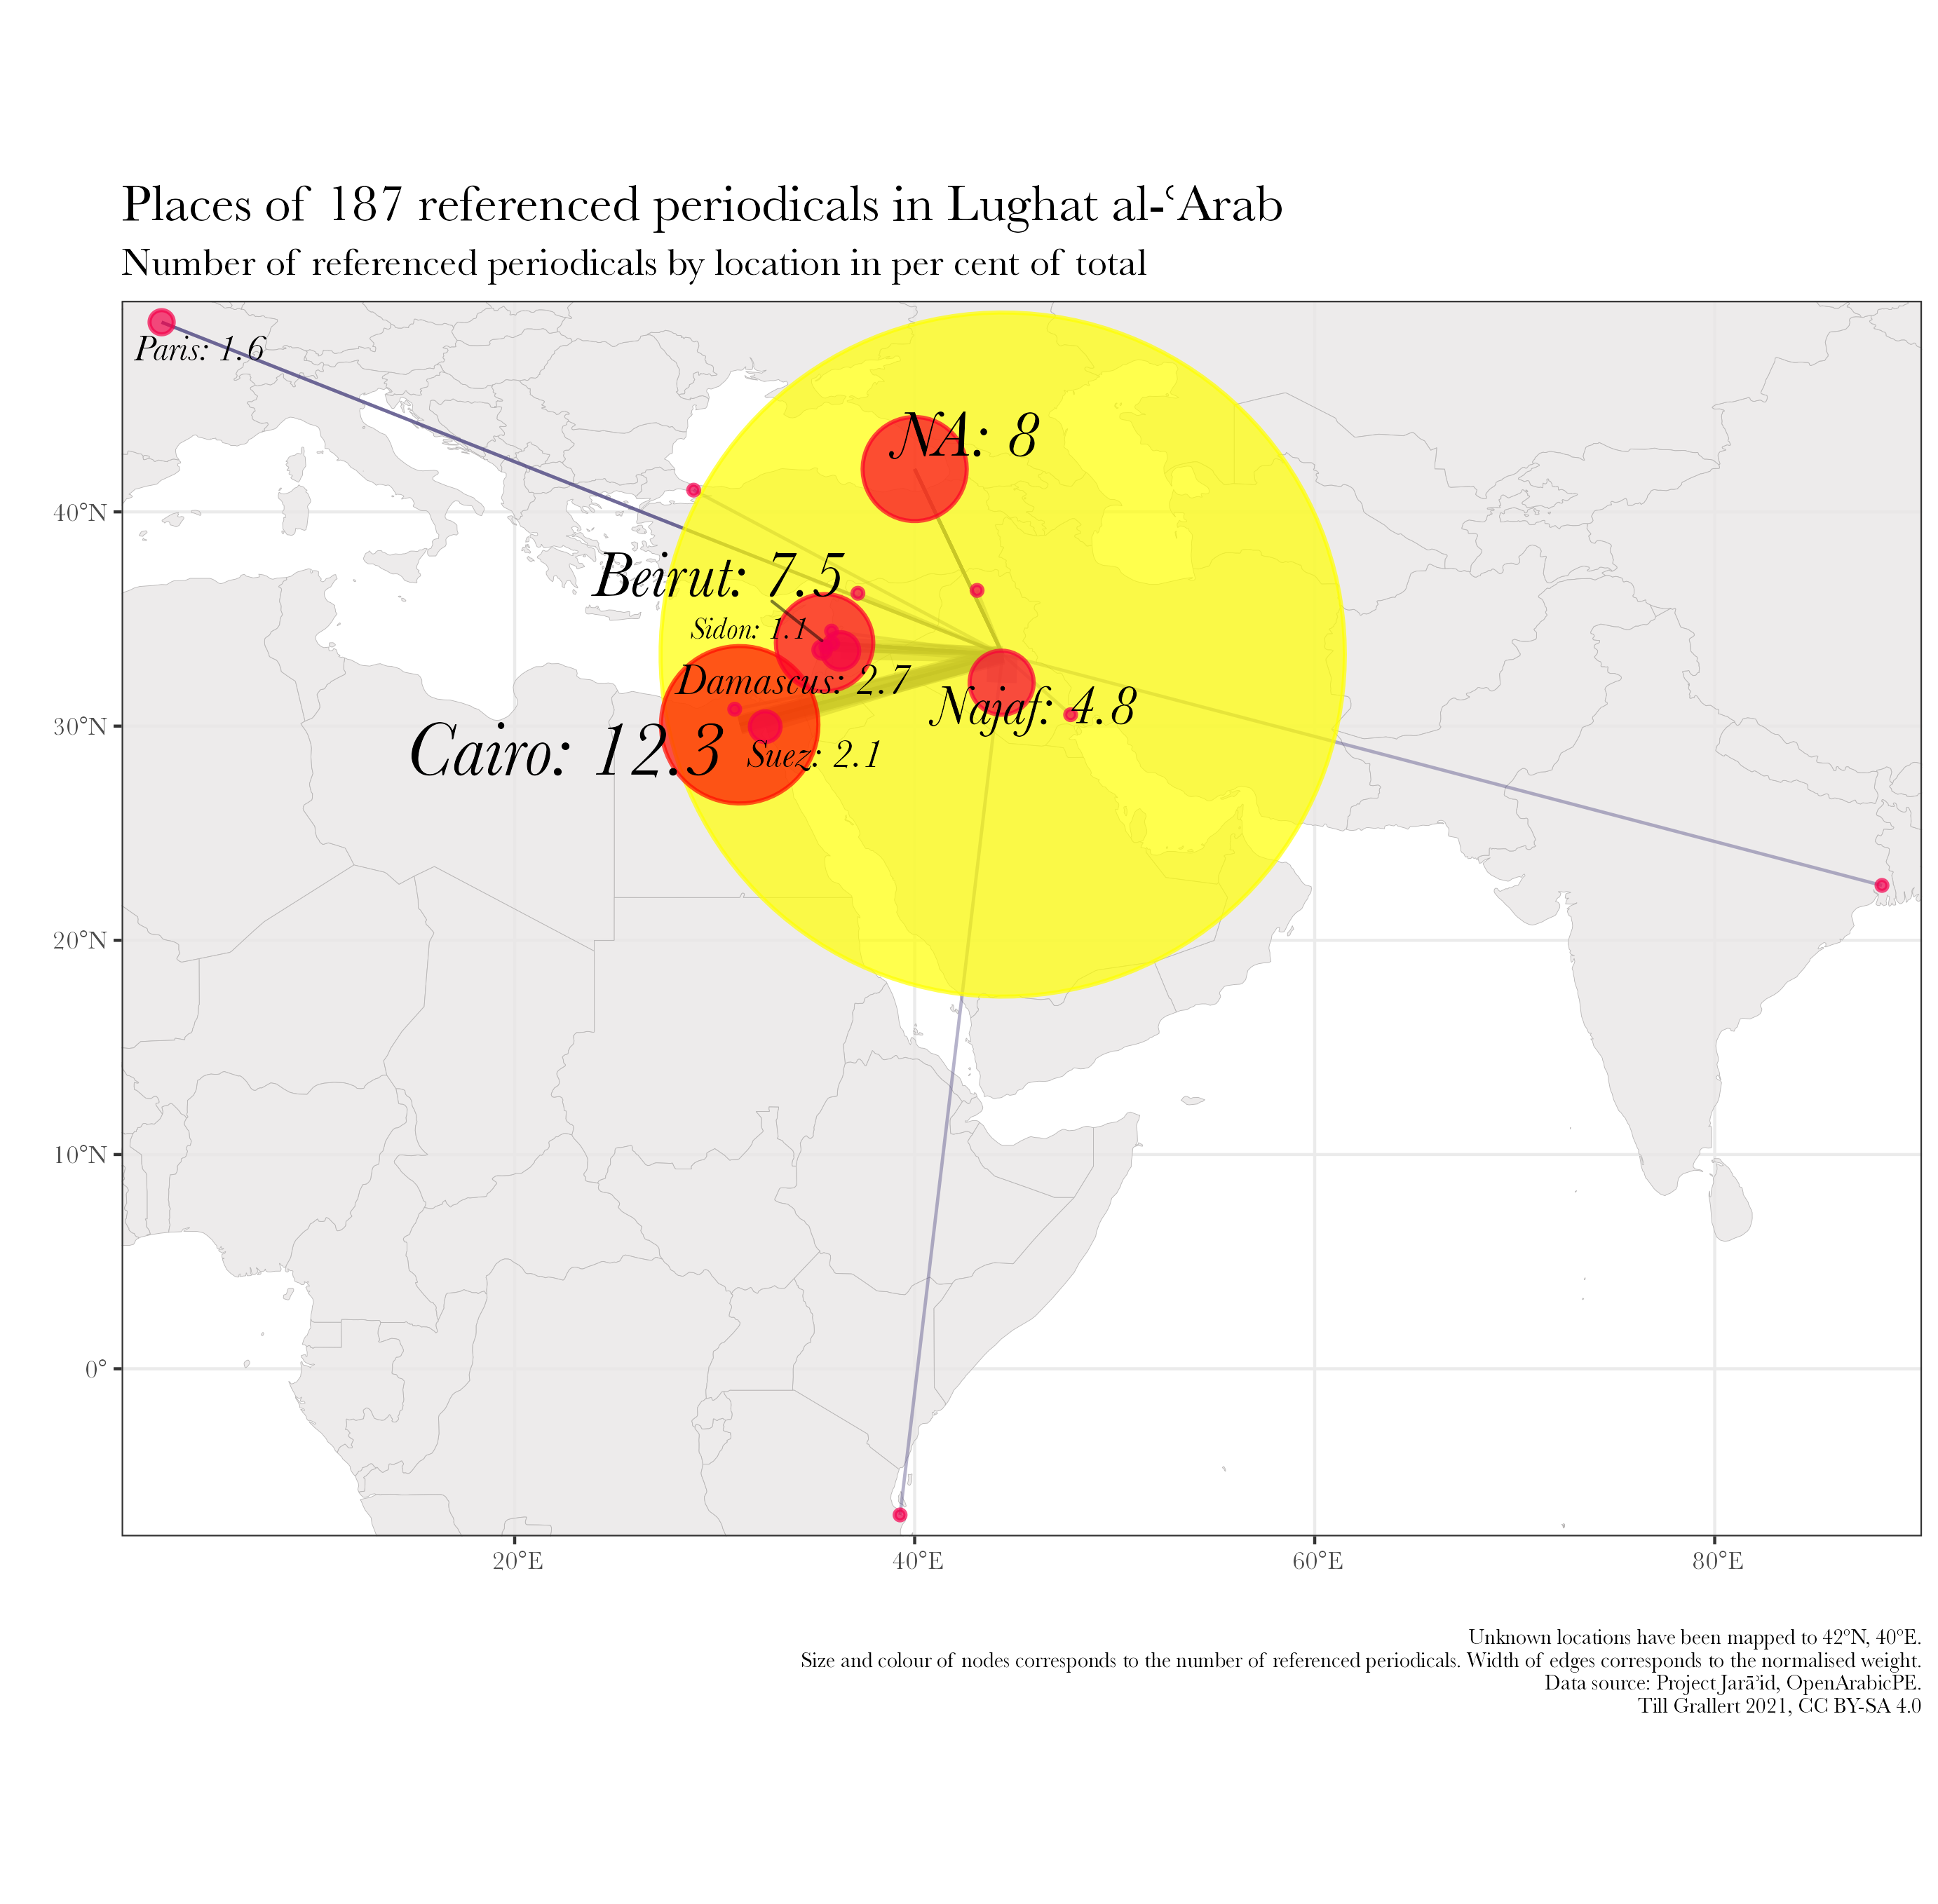 Places of 187 referenced periodicals in Lughat al-ʿArab
Number of referenced periodicals by location in per cent of total
Paris: 1.6
NA: 8
40°N
Beirut: 7.5
Sidon: 1.1
Damascus: 2.7
Najaf: 4.8
30°N
Cairo: 12.3
Suez: 2.1
20°N
10°N
0°
20°E
40°E
60°E
80°E
Unknown locations have been mapped to 42°N, 40°E.
Size and colour of nodes corresponds to the number of referenced periodicals. Width of edges corresponds to the normalised weight.
Data source: Project Jarāʾid, OpenArabicPE.
Till Grallert 2021, CC BY-SA 4.0